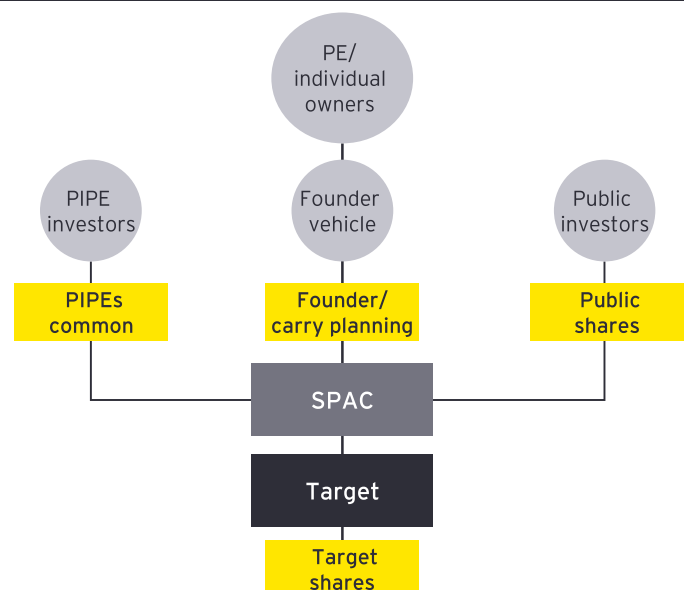 PE/
individual
owners
PIPE
investors
Founder
vehicle
Public
investors
PIPEs
common
Founder/
carry planning
Public
shares
SPAC
Target
Target
shares